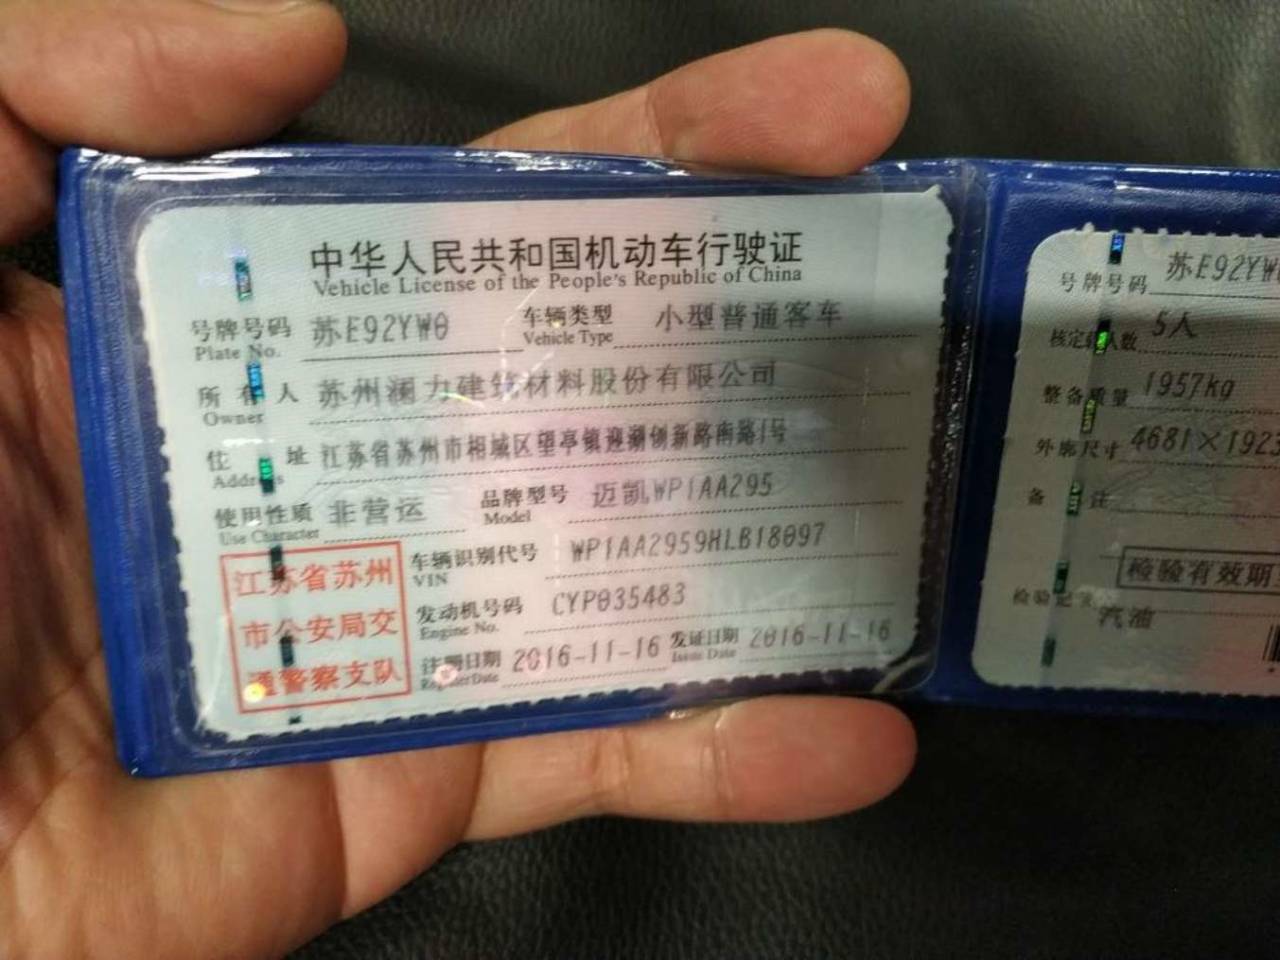 中华人民共和国机动车行驶证
Vehicle License of the People's Republic of China
号牌号码 苏E92YW0 车辆类型 小型普通客车
Plate No. Vehicle Type
所有人 苏州澜力建筑材料股份有限公司
Owner
住址 江苏省苏州市相城区望亭镇迎湖创新路南路1号
Address
使用性质 非营运 品牌型号 迈凯WP1AA295
Use Character Model
车辆识别代号 WP1AA2959HLB18097
VIN
发动机号码 CYP035483
Engine No.
注册日期 2016-11-16 发证日期 2016-11-16
Register Date Issue Date
江苏省苏州
市公安局交
通警察支队
号牌号码 苏E92YW
核定载人数 5人
整备质量 1957kg
外廓尺寸 4681×1923
备注
检验有效期
检验记录
汽油